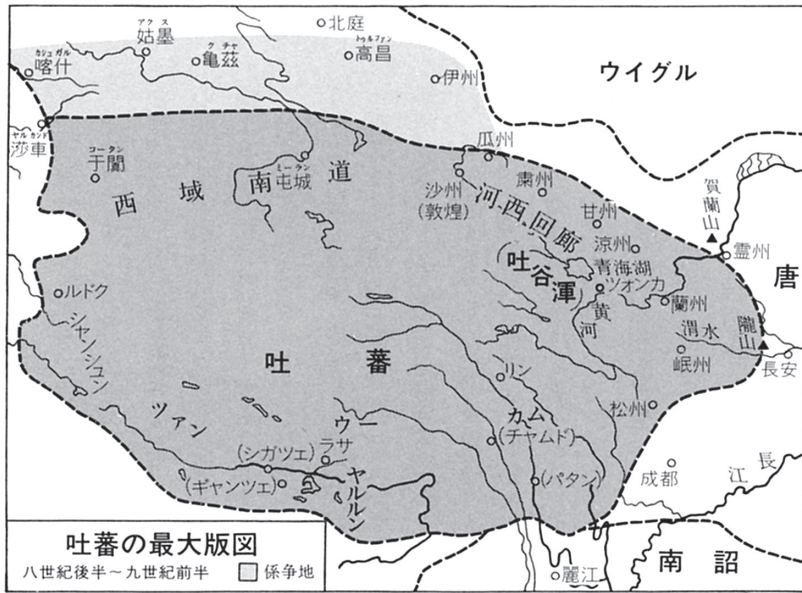 北庭
アクス
姑墨
クチャ
亀茲
トゥルファン
高昌
カシュガル
喀什
伊州
ウイグル
ヤルカンド
莎車
コータン
于闐
瓜州
ミーラン
屯城
西域南道
沙州
(敦煌)
粛州
河西回廊
甘州
涼州
賀蘭山
霊州
吐谷渾
青海湖
ツォンカ
唐
黄河
蘭州
渭水
隴山
岷州
長安
ルドク
シャンシュン
吐蕃
リン
カム
(チャムド)
松州
ツァン
ウー
ラサ
(シガツェ)
(ギャンツェ)
ヤルルン
(パタン)
成都
長江
南詔
麗江
吐蕃の最大版図
八世紀後半～九世紀前半 係争地